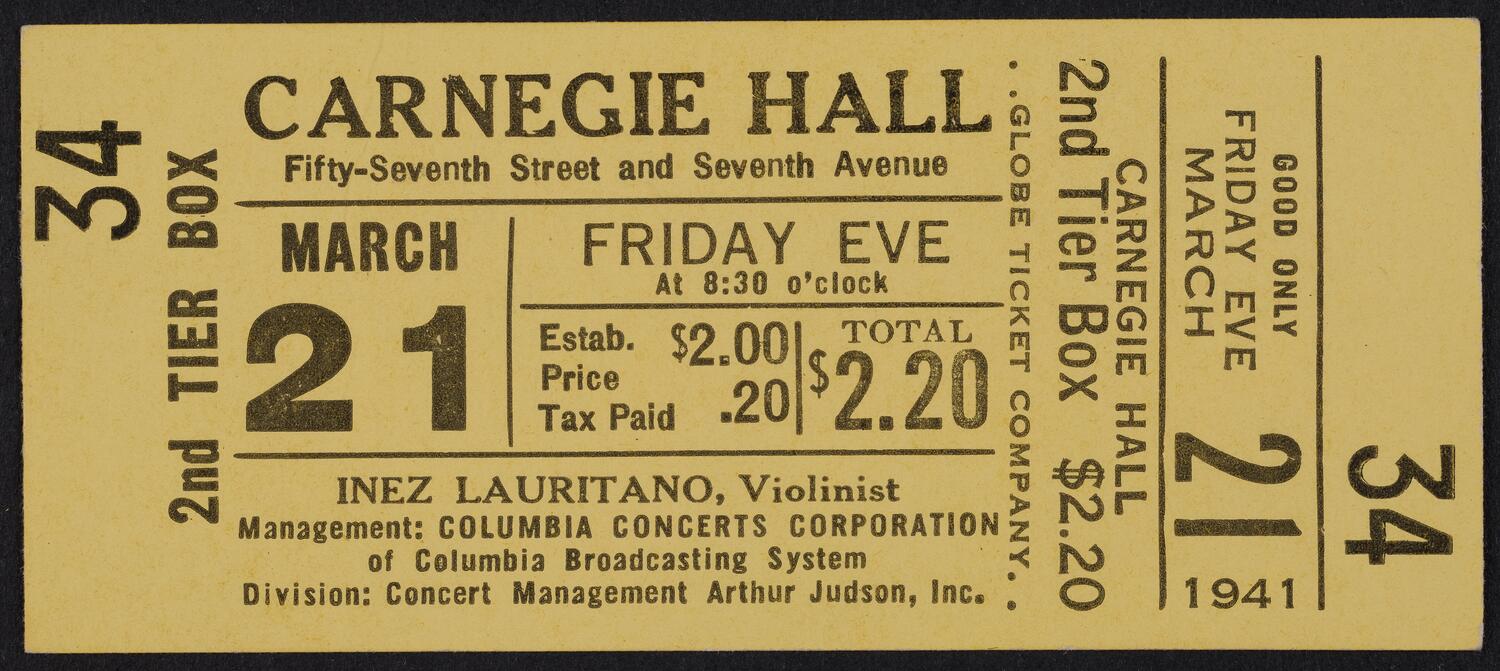 34
2nd TIER BOX
CARNEGIE HALL
Fifty-Seventh Street and Seventh Avenue
MARCH
21
FRIDAY EVE
At 8:30 o'clock
Estab. $2.00
Price
Tax Paid .20
TOTAL
$2.20
INEZ LAURITANO, Violinist
Management: COLUMBIA CONCERTS CORPORATION
of Columbia Broadcasting System
Division: Concert Management Arthur Judson, Inc.
. .GLOBE TICKET COMPANY. .
CARNEGIE HALL
2nd Tier Box $2.20
GOOD ONLY
FRIDAY EVE
MARCH
21
1941
34